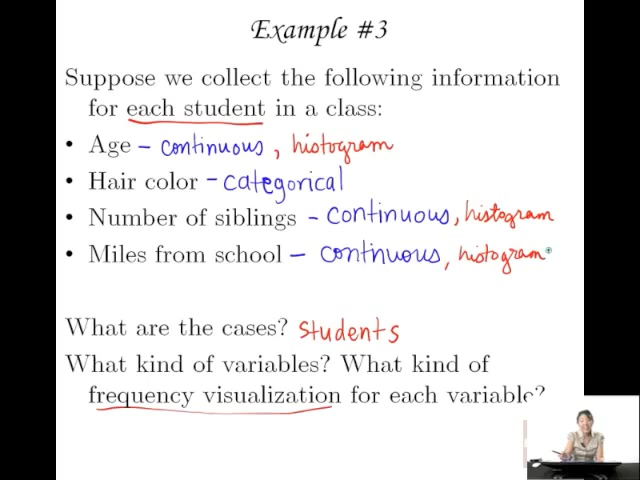 Example #3
Suppose we collect the following information
for each student in a class:
• Age - continuous, histogram
• Hair color - categorical
• Number of siblings - continuous, histogram
• Miles from school - continuous, histogram
What are the cases? students
What kind of variables? What kind of
frequency visualization for each variable?